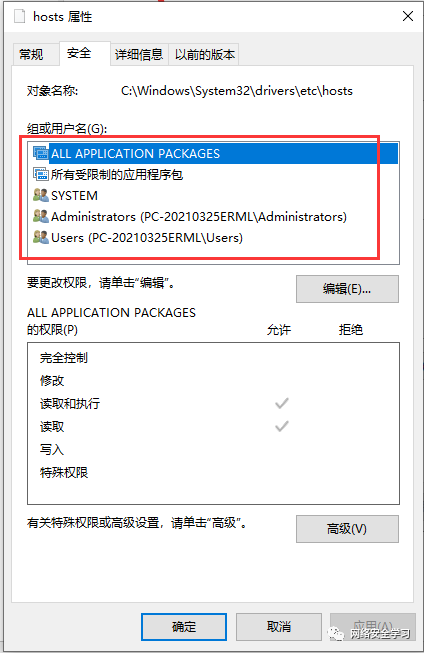 hosts 属性
常规 安全 详细信息 以前的版本
对象名称: C:\Windows\System32\drivers\etc\hosts
组或用户名(G):
ALL APPLICATION PACKAGES
所有受限制的应用程序包
SYSTEM
Administrators (PC-20210325ERML\Administrators)
Users (PC-20210325ERML\Users)
要更改权限，请单击“编辑”。
编辑(E)...
ALL APPLICATION PACKAGES
的权限(P) 允许 拒绝
完全控制
修改
读取和执行
读取
写入
特殊权限
有关特殊权限或高级设置，请单击“高级”。
高级(V)
确定 取消 应用(A)
网络安全学习